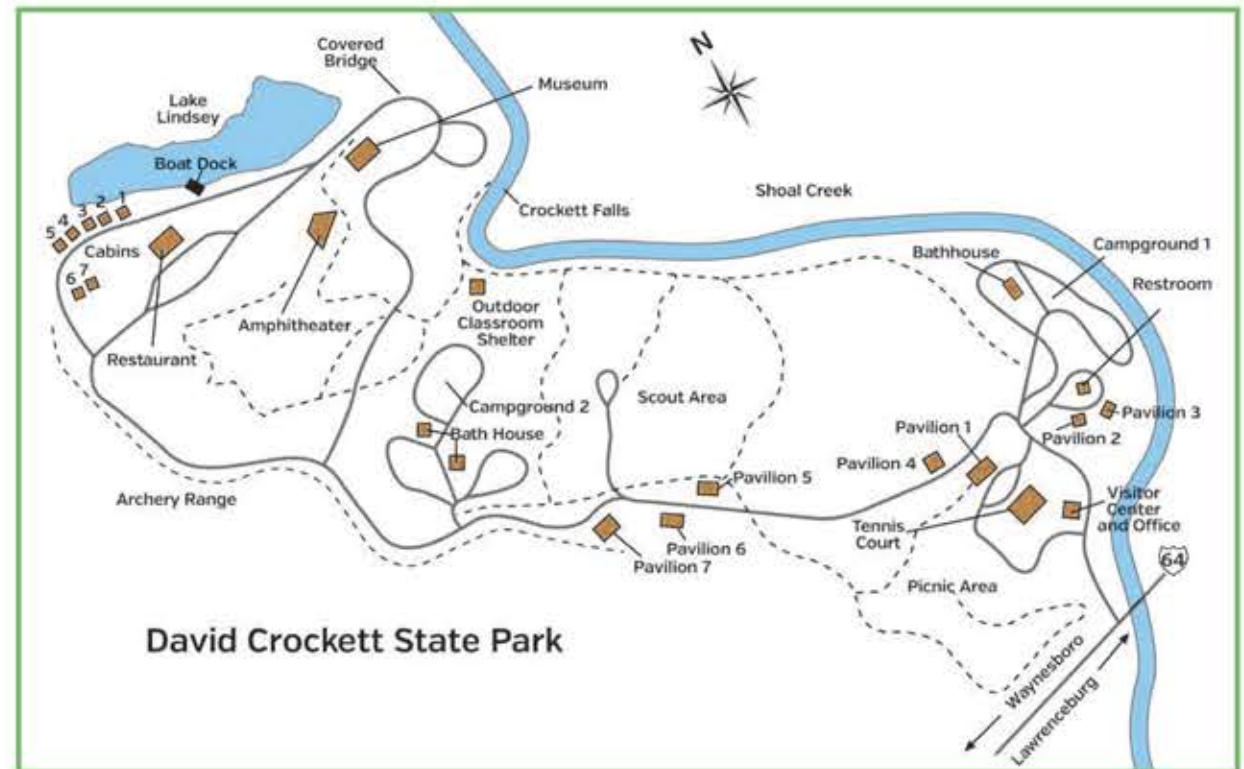 N
Covered
Bridge
Museum
Lake
Lindsey
Boat Dock
Shoal Creek
Crockett Falls
1
2
3
4
5
Cabins
6
7
Campground 1
Bathhouse
Restroom
Outdoor
Classroom
Shelter
Amphitheater
Restaurant
Campground 2
Scout Area
Bath House
Pavilion 1
Pavilion 3
Pavilion 2
Pavilion 4
Pavilion 5
Archery Range
Visitor
Center
and Office
Tennis
Court
Pavilion 6
Pavilion 7
64
Picnic Area
David Crockett State Park
Waynesboro
Lawrenceburg